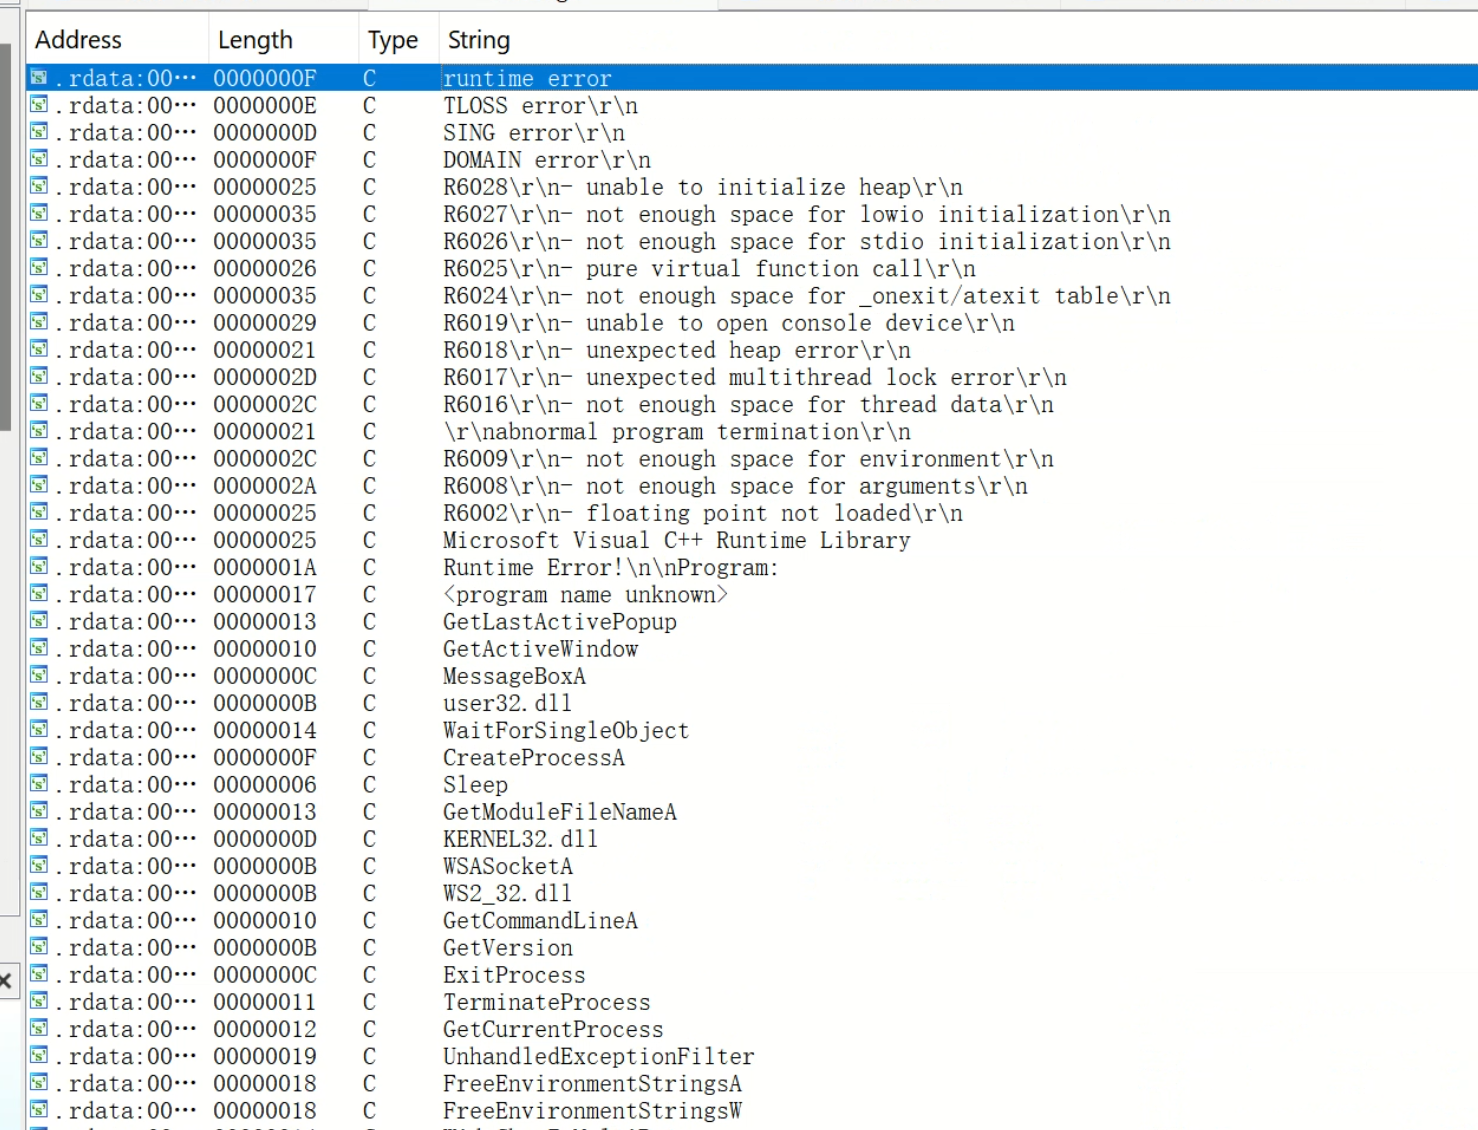 Address Length Type String
.rdata:00··· 0000000F C runtime error
.rdata:00··· 0000000E C TLOSS error\r\n
.rdata:00··· 0000000D C SING error\r\n
.rdata:00··· 0000000F C DOMAIN error\r\n
.rdata:00··· 00000025 C R6028\r\n- unable to initialize heap\r\n
.rdata:00··· 00000035 C R6027\r\n- not enough space for lowio initialization\r\n
.rdata:00··· 00000035 C R6026\r\n- not enough space for stdio initialization\r\n
.rdata:00··· 00000026 C R6025\r\n- pure virtual function call\r\n
.rdata:00··· 00000035 C R6024\r\n- not enough space for _onexit/atexit table\r\n
.rdata:00··· 00000029 C R6019\r\n- unable to open console device\r\n
.rdata:00··· 00000021 C R6018\r\n- unexpected heap error\r\n
.rdata:00··· 0000002D C R6017\r\n- unexpected multithread lock error\r\n
.rdata:00··· 0000002C C R6016\r\n- not enough space for thread data\r\n
.rdata:00··· 00000021 C \r\nabnormal program termination\r\n
.rdata:00··· 0000002C C R6009\r\n- not enough space for environment\r\n
.rdata:00··· 0000002A C R6008\r\n- not enough space for arguments\r\n
.rdata:00··· 00000025 C R6002\r\n- floating point not loaded\r\n
.rdata:00··· 00000025 C Microsoft Visual C++ Runtime Library
.rdata:00··· 0000001A C Runtime Error!\n\nProgram:
.rdata:00··· 00000017 C <program name unknown>
.rdata:00··· 00000013 C GetLastActivePopup
.rdata:00··· 00000010 C GetActiveWindow
.rdata:00··· 0000000C C MessageBoxA
.rdata:00··· 0000000B C user32.dll
.rdata:00··· 00000014 C WaitForSingleObject
.rdata:00··· 0000000F C CreateProcessA
.rdata:00··· 00000006 C Sleep
.rdata:00··· 00000013 C GetModuleFileNameA
.rdata:00··· 0000000D C KERNEL32.dll
.rdata:00··· 0000000B C WSASocketA
.rdata:00··· 0000000B C WS2_32.dll
.rdata:00··· 00000010 C GetCommandLineA
.rdata:00··· 0000000B C GetVersion
.rdata:00··· 0000000C C ExitProcess
.rdata:00··· 00000011 C TerminateProcess
.rdata:00··· 00000012 C GetCurrentProcess
.rdata:00··· 00000019 C UnhandledExceptionFilter
.rdata:00··· 00000018 C FreeEnvironmentStringsA
.rdata:00··· 00000018 C FreeEnvironmentStringsW